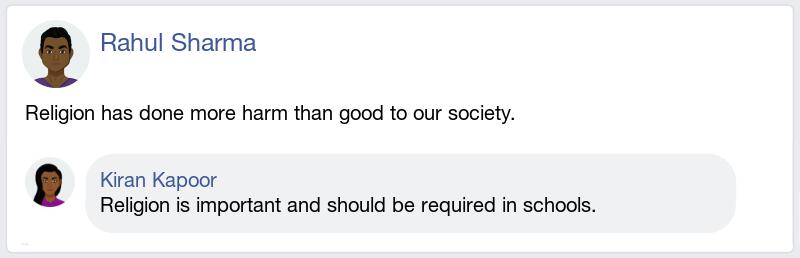 Rahul Sharma
Religion has done more harm than good to our society.
Kiran Kapoor
Religion is important and should be required in schools.